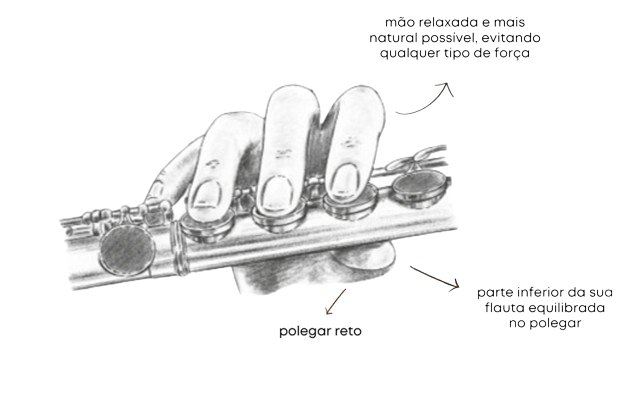 mão relaxada e mais
natural possível, evitando
qualquer tipo de força
parte inferior da sua
flauta equilibrada
no polegar
polegar reto